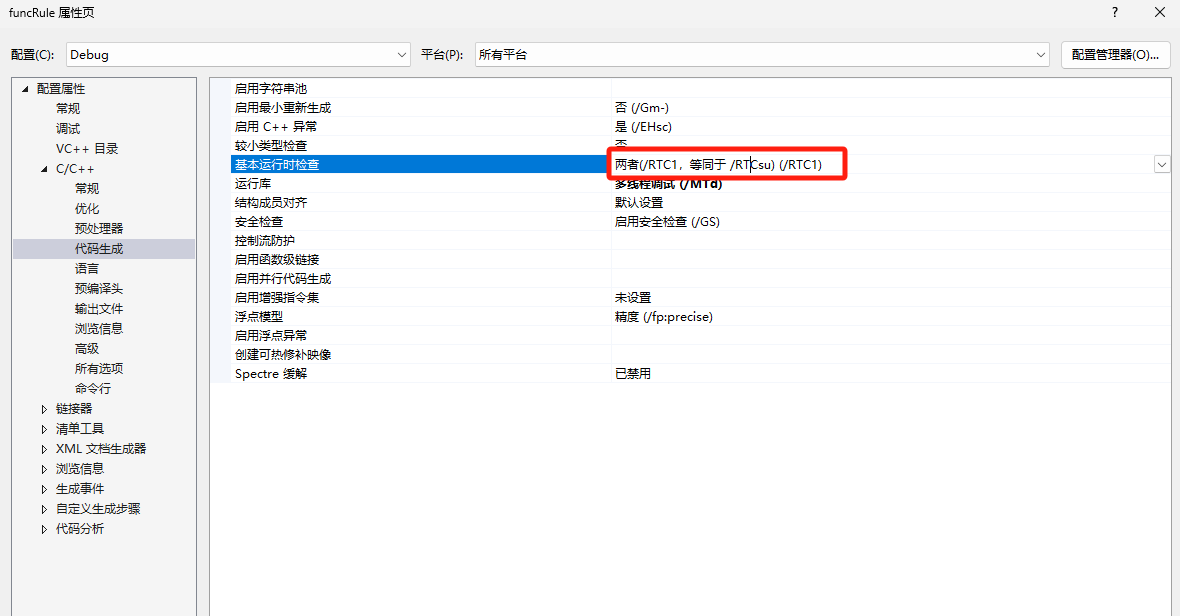 funcRule 属性页
配置(C): Debug 平台(P): 所有平台 配置管理器(O)...
配置属性
常规
调试
VC++ 目录
C/C++
常规
优化
预处理器
代码生成
语言
预编译头
输出文件
浏览信息
高级
所有选项
命令行
链接器
清单工具
XML 文档生成器
浏览信息
生成事件
自定义生成步骤
代码分析
启用字符串池
启用最小重新生成 否 (/Gm-)
启用 C++ 异常 是 (/EHsc)
较小类型检查 否
基本运行时检查 两者(/RTC1，等同于 /RTCsu) (/RTC1)
运行库 多线程调试 (/MTd)
结构成员对齐 默认设置
安全检查 启用安全检查 (/GS)
控制流防护
启用函数级链接
启用并行代码生成
启用增强指令集 未设置
浮点模型 精度 (/fp:precise)
启用浮点异常
创建可热修补映像
Spectre 缓解 已禁用